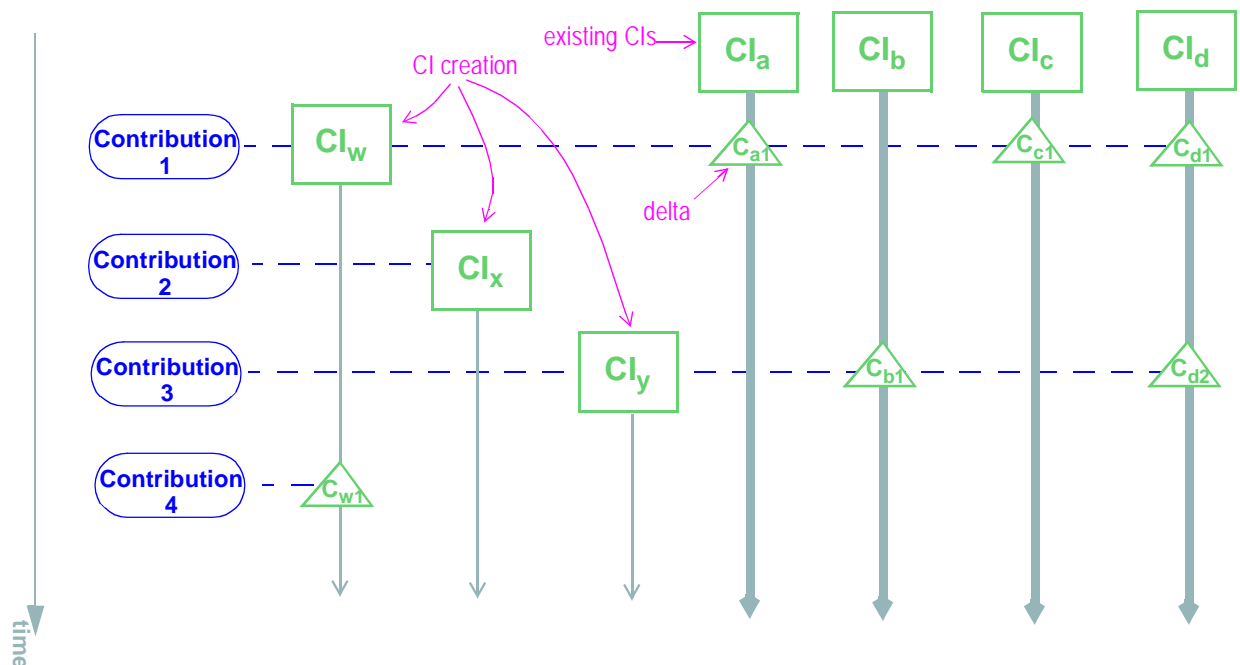 existing CIs
CIa
CIb
CIc
CId
CI creation
Contribution
1
CIw
Ca1
Cc1
Cd1
delta
Contribution
2
CIx
Contribution
3
CIy
Cb1
Cd2
Contribution
4
Cw1
time